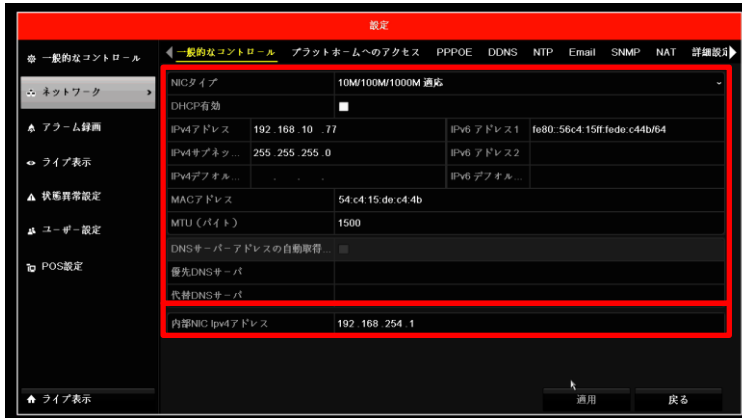 設定
一般的なコントロール
ネットワーク
アラーム録画
ライブ表示
状態異常設定
ユーザー設定
POS設定
ライブ表示
一般的なコントロール プラットホームへのアクセス PPPOE DDNS NTP Email SNMP NAT 詳細設定
NICタイプ 10M/100M/1000M 適応
DHCP有効
IPv4アドレス 192.168.10 .77 IPv6 アドレス1 fe80::56c4:15ff:fede:c44b/64
IPv4サブネッ... 255.255.255.0 IPv6 アドレス2
IPv4デフォル... . . . IPv6 デフォル...
MACアドレス 54:c4:15:de:c4:4b
MTU（バイト） 1500
DNSサーバーアドレスの自動取得...
優先DNSサーバ
代替DNSサーバ
内部NIC Ipv4アドレス 192.168.254.1
適用 戻る